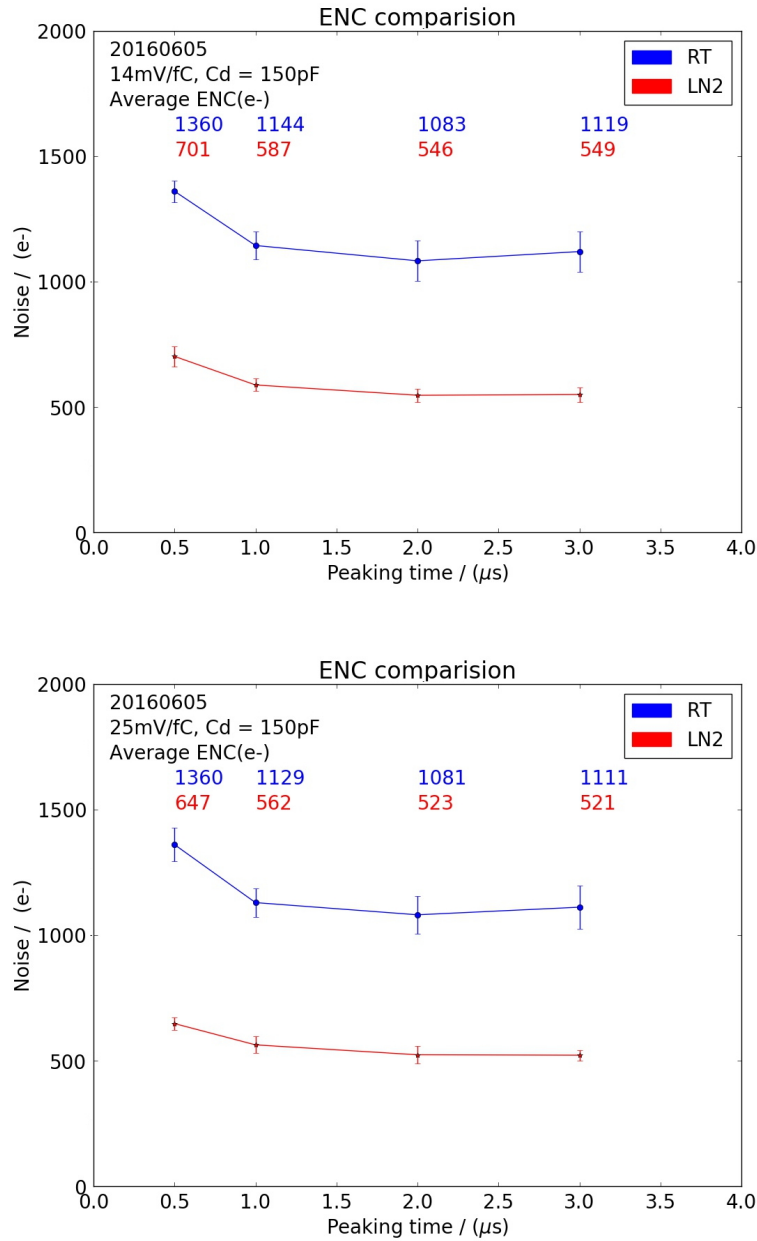 ENC comparision
20160605
14mV/fC, Cd = 150pF
Average ENC(e-)
1360 1144 1083 1119
701 587 546 549
RT
LN2
2000
1500
1000
500
0
Noise / (e-)
0.0 0.5 1.0 1.5 2.0 2.5 3.0 3.5 4.0
Peaking time / (μs)
ENC comparision
20160605
25mV/fC, Cd = 150pF
Average ENC(e-)
1360 1129 1081 1111
647 562 523 521
RT
LN2
2000
1500
1000
500
0
Noise / (e-)
0.0 0.5 1.0 1.5 2.0 2.5 3.0 3.5 4.0
Peaking time / (μs)